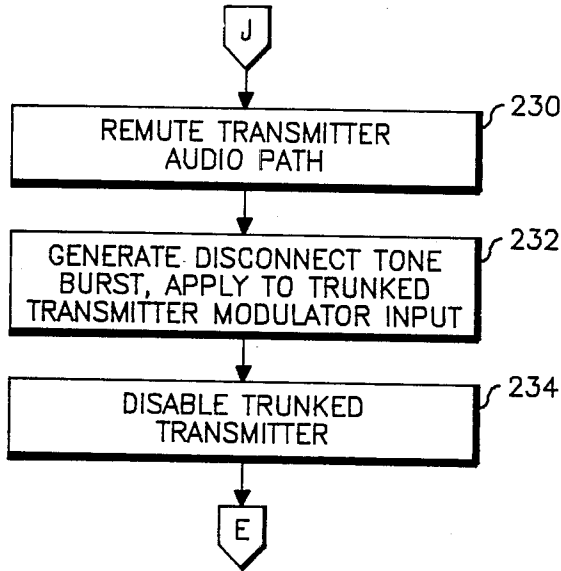 J
230
REMUTE TRANSMITTER
AUDIO PATH
232
GENERATE DISCONNECT TONE
BURST, APPLY TO TRUNKED
TRANSMITTER MODULATOR INPUT
234
DISABLE TRUNKED
TRANSMITTER
E